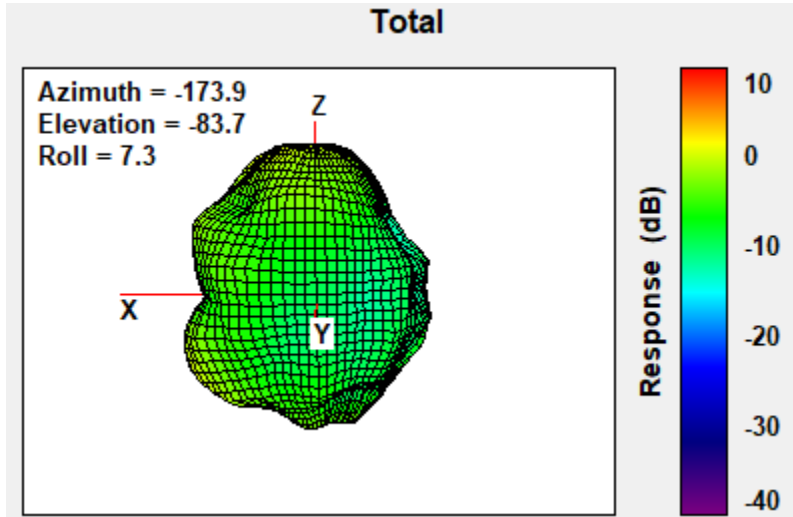 Total
Azimuth = -173.9
Elevation = -83.7
Roll = 7.3
Z
X
Y
Response (dB)
10
0
-10
-20
-30
-40